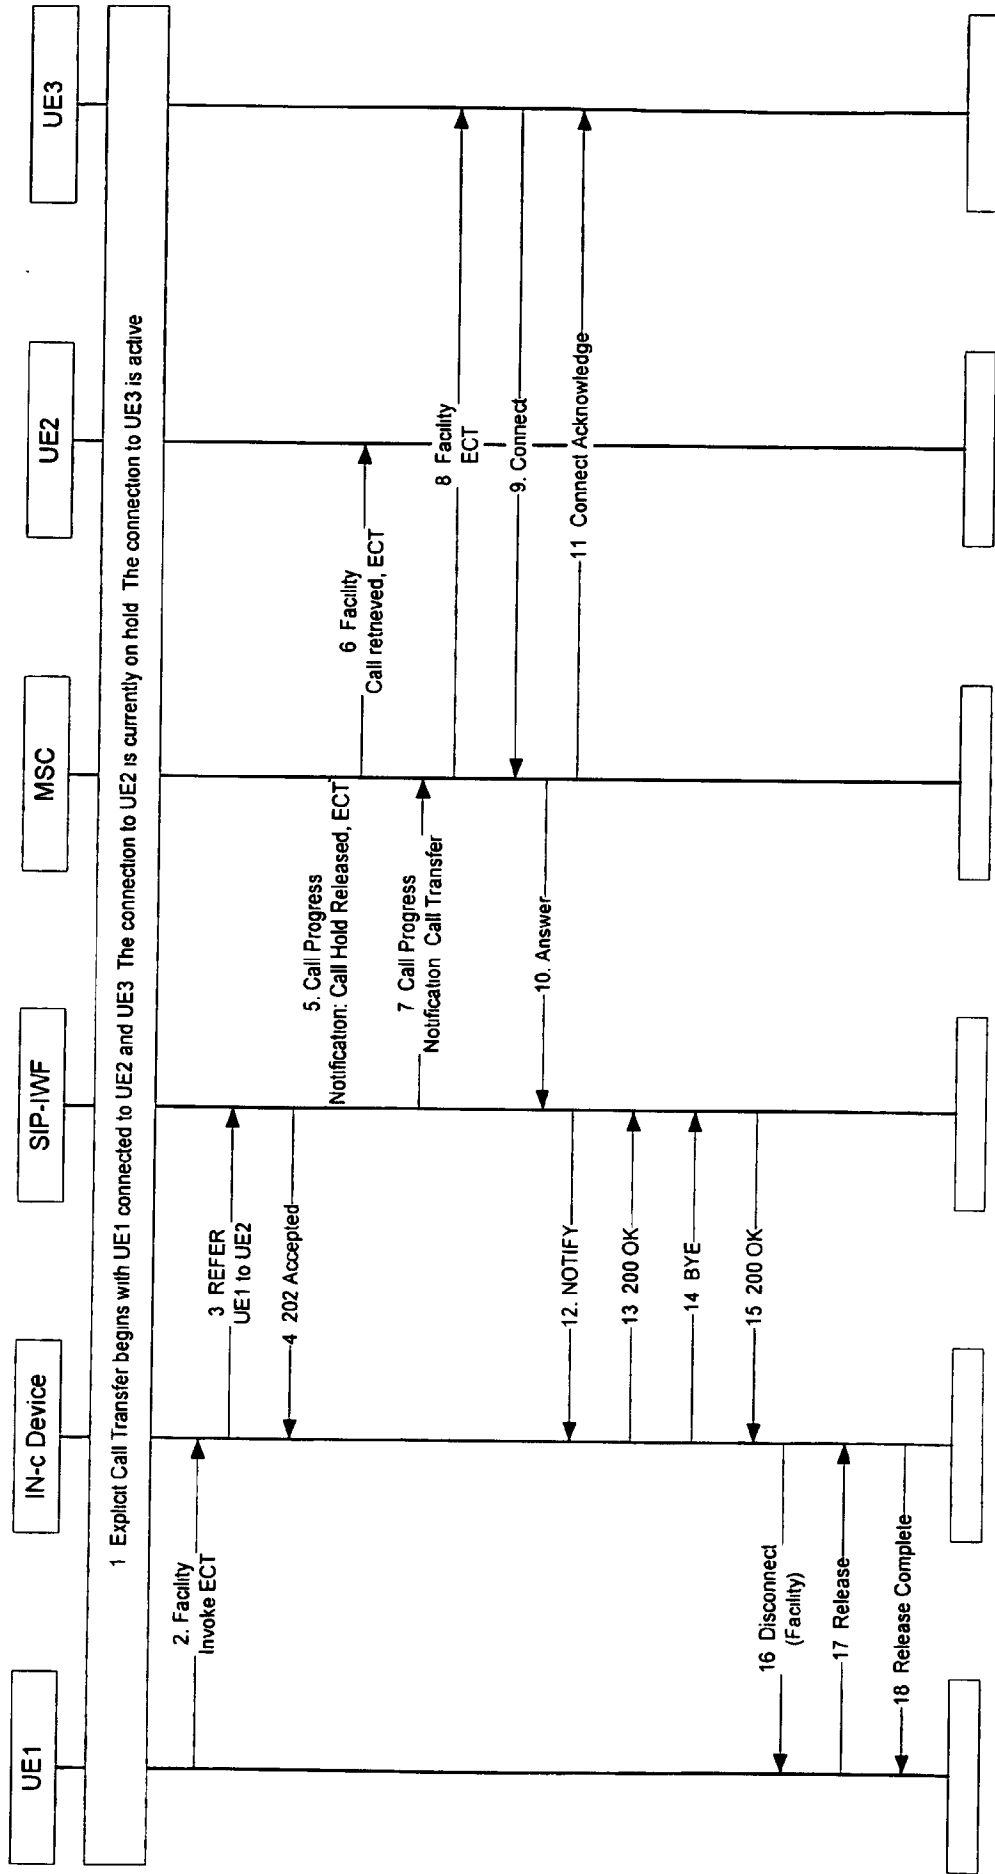 UE1
IN-c Device
SIP-IWF
MSC
UE2
UE3
1 Explicit Call Transfer begins with UE1 connected to UE2 and UE3 The connection to UE2 is currently on hold The connection to UE3 is active
2. Facility
Invoke ECT
3 REFER
UE1 to UE2
4 202 Accepted
5. Call Progress
Notification: Call Hold Released, ECT
6 Facility
Call retrieved, ECT
7 Call Progress
Notification Call Transfer
8 Facility
ECT
9. Connect
10. Answer
11 Connect Acknowledge
12. NOTIFY
13 200 OK
14 BYE
15 200 OK
16 Disconnect
(Facility)
17 Release
18 Release Complete